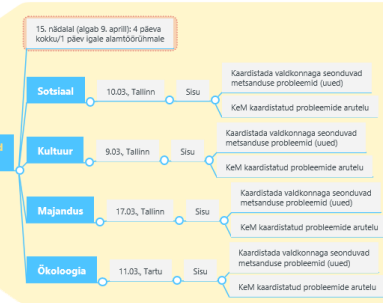 15. nädalal (algab 9. aprill): 4 päeva
kokku/1 päev igale alamtöörühmale
Sotsiaal
10.03., Tallinn
Sisu
Kaardistada valdkonnaga seonduvad
metsanduse probleemid (uued)
KeM kaardistatud probleemide arutelu
Kultuur
9.03., Tallinn
Sisu
Kaardistada valdkonnaga seonduvad
metsanduse probleemid (uued)
KeM kaardistatud probleemide arutelu
Majandus
17.03., Tallinn
Sisu
Kaardistada valdkonnaga seonduvad
metsanduse probleemid (uued)
KeM kaardistatud probleemide arutelu
Ökoloogia
11.03., Tartu
Sisu
Kaardistada valdkonnaga seonduvad
metsanduse probleemid (uued)
KeM kaardistatud probleemide arutelu